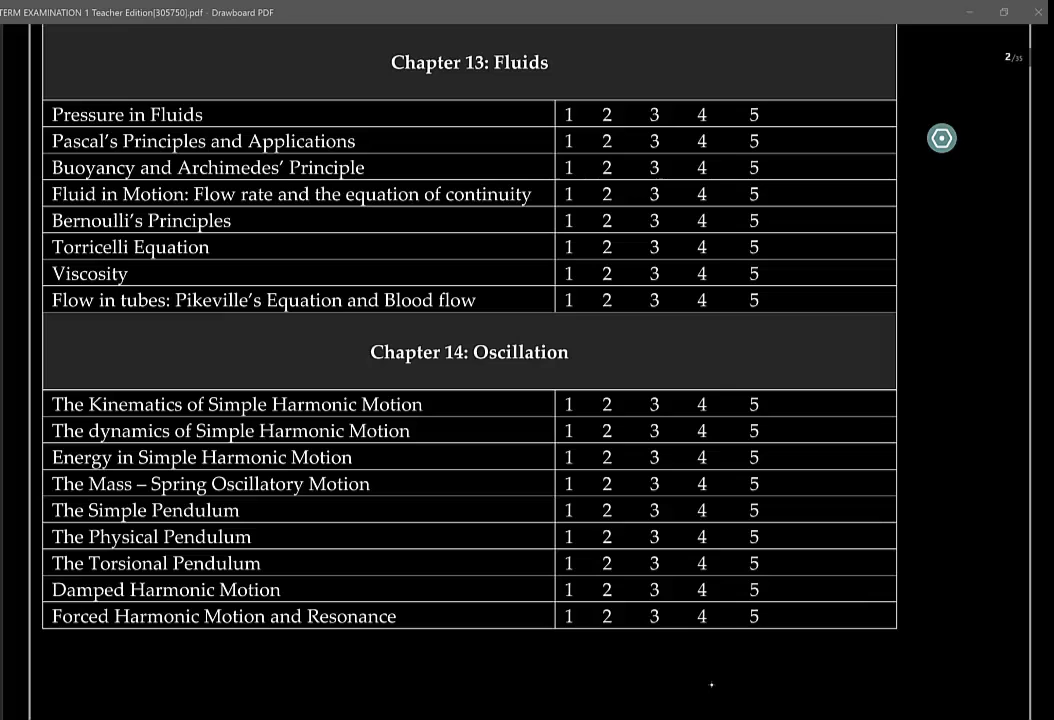 TERM EXAMINATION 1 Teacher Edition[305750].pdf - Drawboard PDF
2/35
Chapter 13: Fluids
Pressure in Fluids 1 2 3 4 5
Pascal's Principles and Applications 1 2 3 4 5
Buoyancy and Archimedes' Principle 1 2 3 4 5
Fluid in Motion: Flow rate and the equation of continuity 1 2 3 4 5
Bernoulli's Principles 1 2 3 4 5
Torricelli Equation 1 2 3 4 5
Viscosity 1 2 3 4 5
Flow in tubes: Pikeville's Equation and Blood flow 1 2 3 4 5
Chapter 14: Oscillation
The Kinematics of Simple Harmonic Motion 1 2 3 4 5
The dynamics of Simple Harmonic Motion 1 2 3 4 5
Energy in Simple Harmonic Motion 1 2 3 4 5
The Mass – Spring Oscillatory Motion 1 2 3 4 5
The Simple Pendulum 1 2 3 4 5
The Physical Pendulum 1 2 3 4 5
The Torsional Pendulum 1 2 3 4 5
Damped Harmonic Motion 1 2 3 4 5
Forced Harmonic Motion and Resonance 1 2 3 4 5